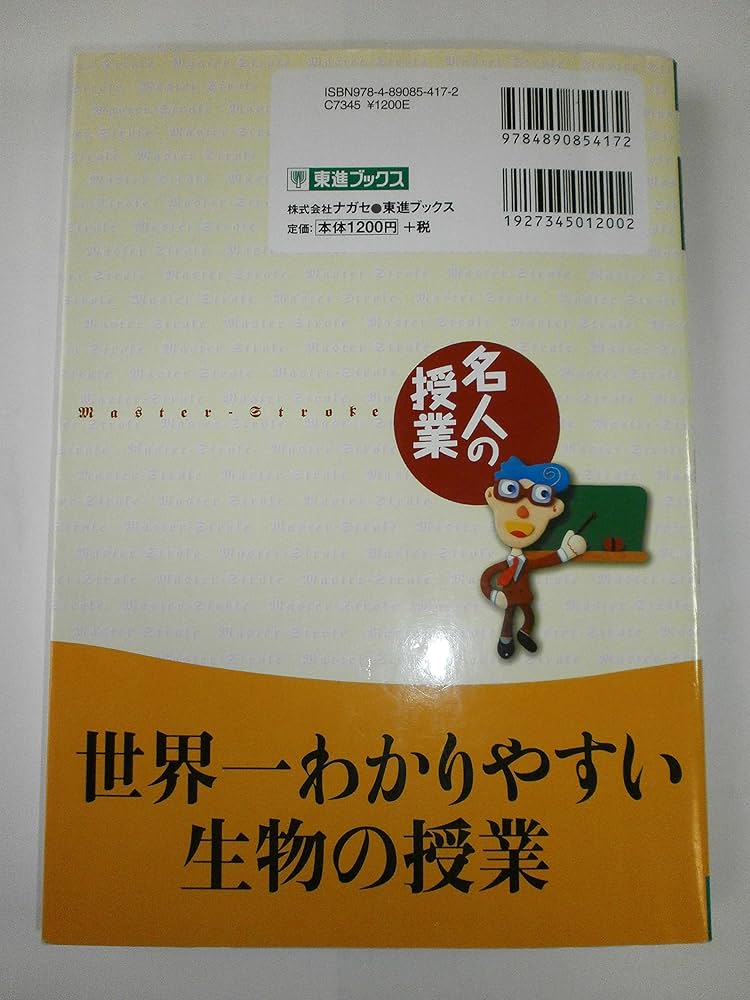 ISBN978-4-89085-417-2
C7345 ¥1200E
9784890854172
東進ブックス
株式会社ナガセ●東進ブックス
定価: 本体1200円 +税
1927345012002
名人の
授業
Master-Stroke
世界一わかりやすい
生物の授業